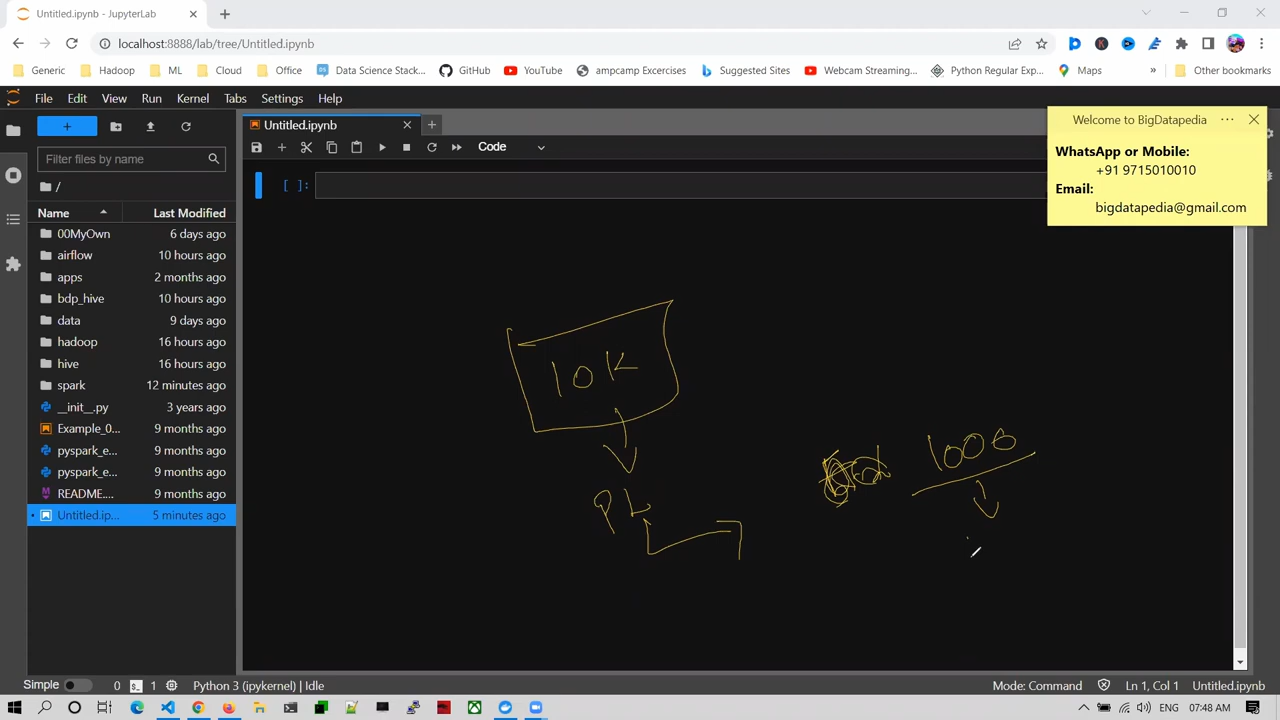 Untitled.ipynb - JupyterLab
localhost:8888/lab/tree/Untitled.ipynb
Generic Hadoop ML Cloud Office Data Science Stack... GitHub YouTube ampcamp Excercises Suggested Sites Webcam Streaming... Python Regular Exp... Maps » Other bookmarks
File Edit View Run Kernel Tabs Settings Help
Untitled.ipynb
Code
Filter files by name
/
Name Last Modified
00MyOwn 6 days ago
airflow 10 hours ago
apps 2 months ago
bdp_hive 10 hours ago
data 9 days ago
hadoop 16 hours ago
hive 16 hours ago
spark 12 minutes ago
__init__.py 3 years ago
Example_0... 9 months ago
pyspark_e... 9 months ago
pyspark_e... 9 months ago
README.... 9 months ago
Untitled.ip... 5 minutes ago
[ ]:
Welcome to BigDatapedia
WhatsApp or Mobile:
+91 9715010010
Email:
bigdatapedia@gmail.com
10K
1000
Simple 0 1 Python 3 (ipykernel) | Idle Mode: Command Ln 1, Col 1 Untitled.ipynb
ENG 07:48 AM